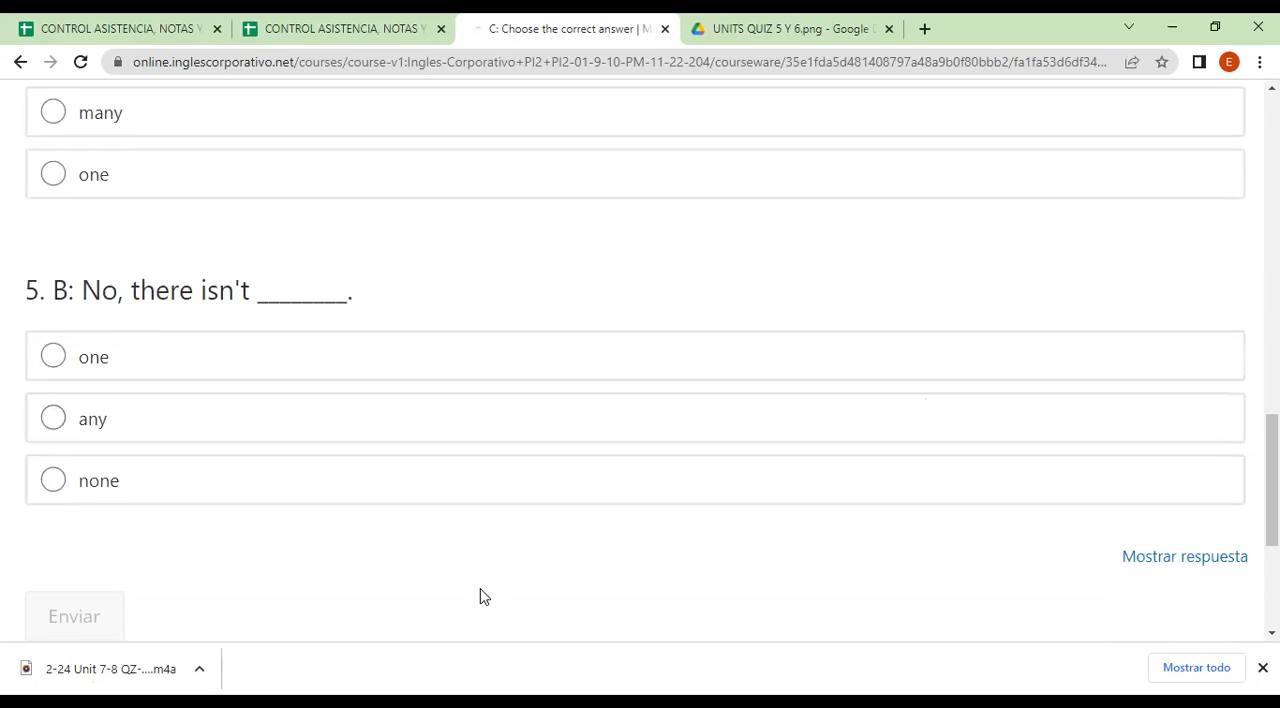 CONTROL ASISTENCIA, NOTAS Y
CONTROL ASISTENCIA, NOTAS Y
C: Choose the correct answer | M
UNITS QUIZ 5 Y 6.png - Google D
online.inglescorporativo.net/courses/course-v1:Ingles-Corporativo+PI2+PI2-01-9-10-PM-11-22-204/courseware/35e1fda5d481408797a48a9b0f80bbb2/fa1fa53d6df34...
E
many
one
5. B: No, there isn't ________.
one
any
none
Mostrar respuesta
Enviar
2-24 Unit 7-8 QZ-....m4a
Mostrar todo